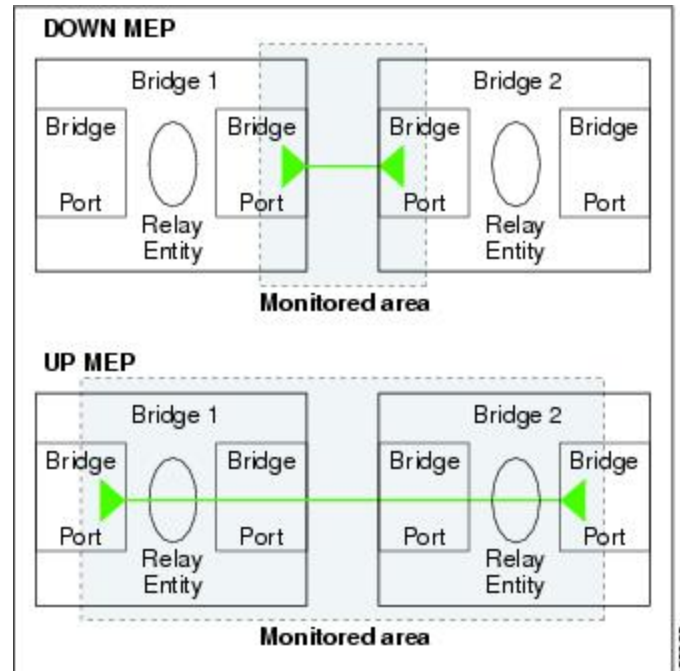 DOWN MEP
Bridge 1
Bridge 2
Bridge
Port
Relay
Entity
Bridge
Port
Bridge
Port
Relay
Entity
Bridge
Port
Monitored area
UP MEP
Bridge 1
Bridge 2
Bridge
Port
Relay
Entity
Bridge
Port
Bridge
Port
Relay
Entity
Bridge
Port
Monitored area